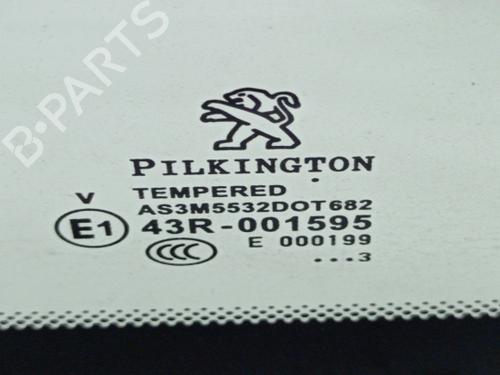 B-PARTS
PILKINGTON
V TEMPERED
AS3M5532DOT682
E1 43R-001595
CCC E 000199
...3